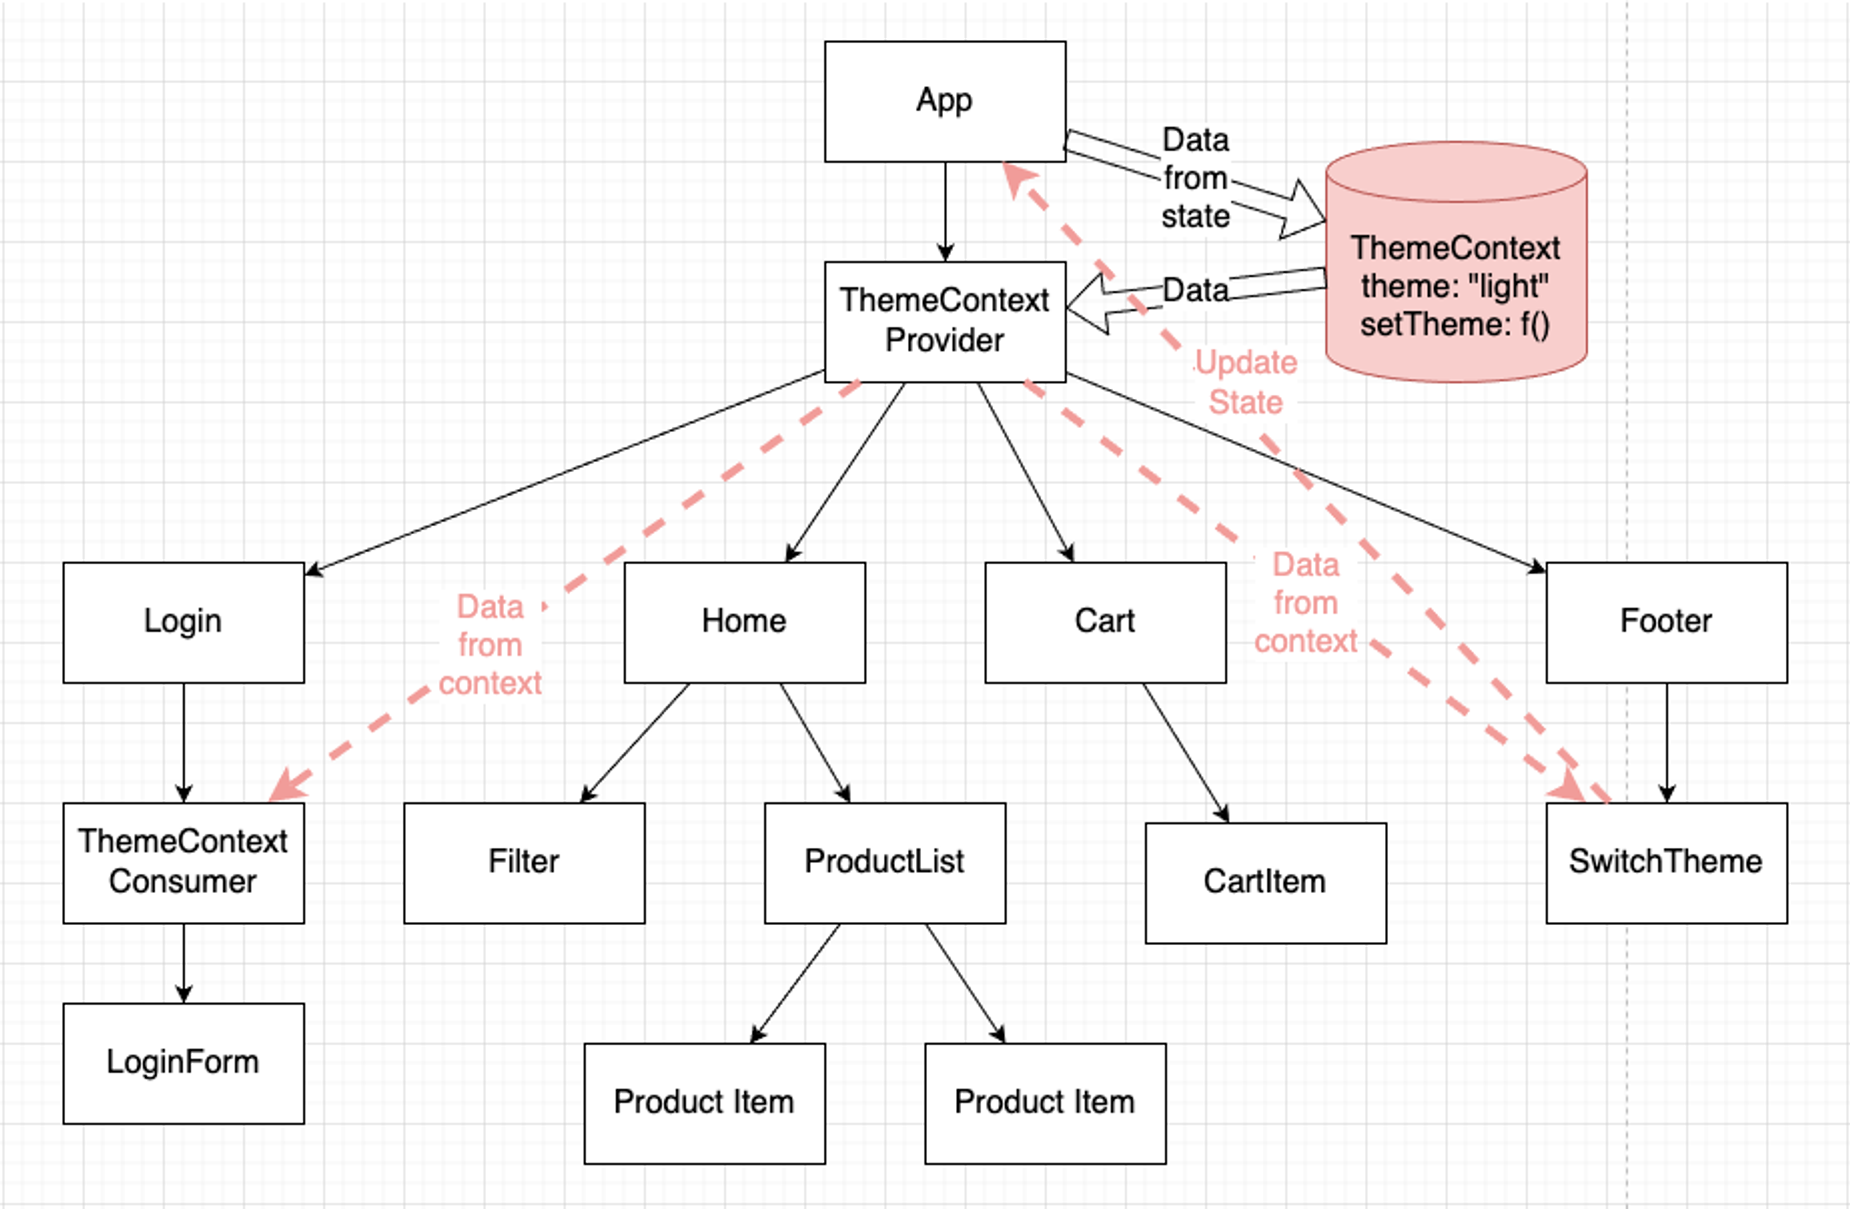 App
Data
from
state
ThemeContext
theme: "light"
setTheme: f()
ThemeContext
Provider
Data
Update
State
Data
from
context
Data
from
context
Login
Home
Cart
Footer
ThemeContext
Consumer
Filter
ProductList
CartItem
SwitchTheme
LoginForm
Product Item
Product Item